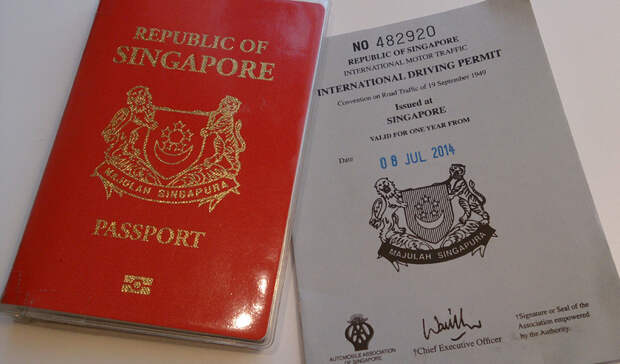 REPUBLIC OF
SINGAPORE
MAJULAH SINGAPURA
PASSPORT
NO 482920
REPUBLIC OF SINGAPORE
INTERNATIONAL MOTOR TRAFFIC
INTERNATIONAL DRIVING PERMIT
Convention on Road Traffic of 19 September 1949
Issued at
SINGAPORE
VALID FOR ONE YEAR FROM
Date 08 JUL 2014
MAJULAH SINGAPURA
AUTOMOBILE ASSOCIATION
OF SINGAPORE
†Chief Executive Officer
†Signature or Seal of the
Association empowered
by the Authority.